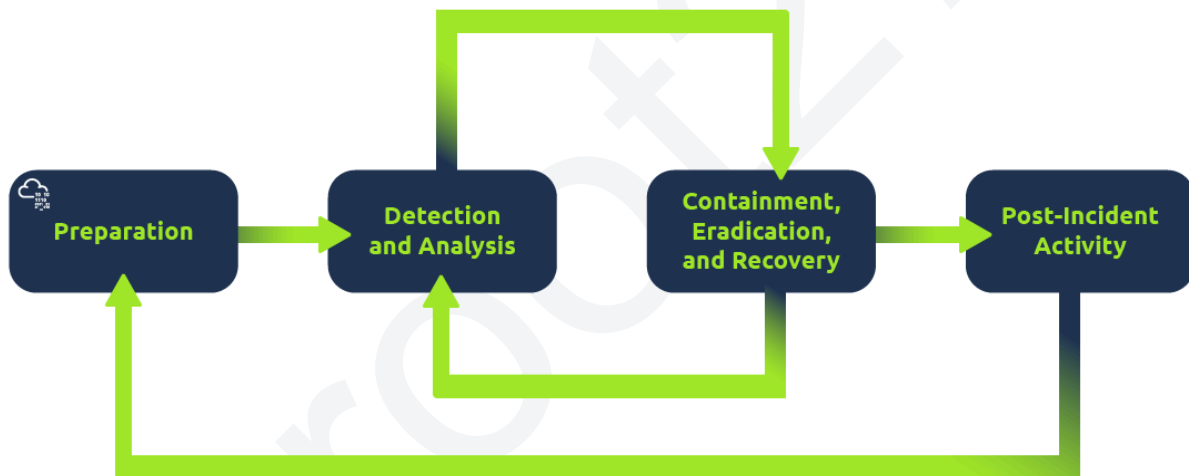 Preparation
Detection
and Analysis
Containment,
Eradication,
and Recovery
Post-Incident
Activity